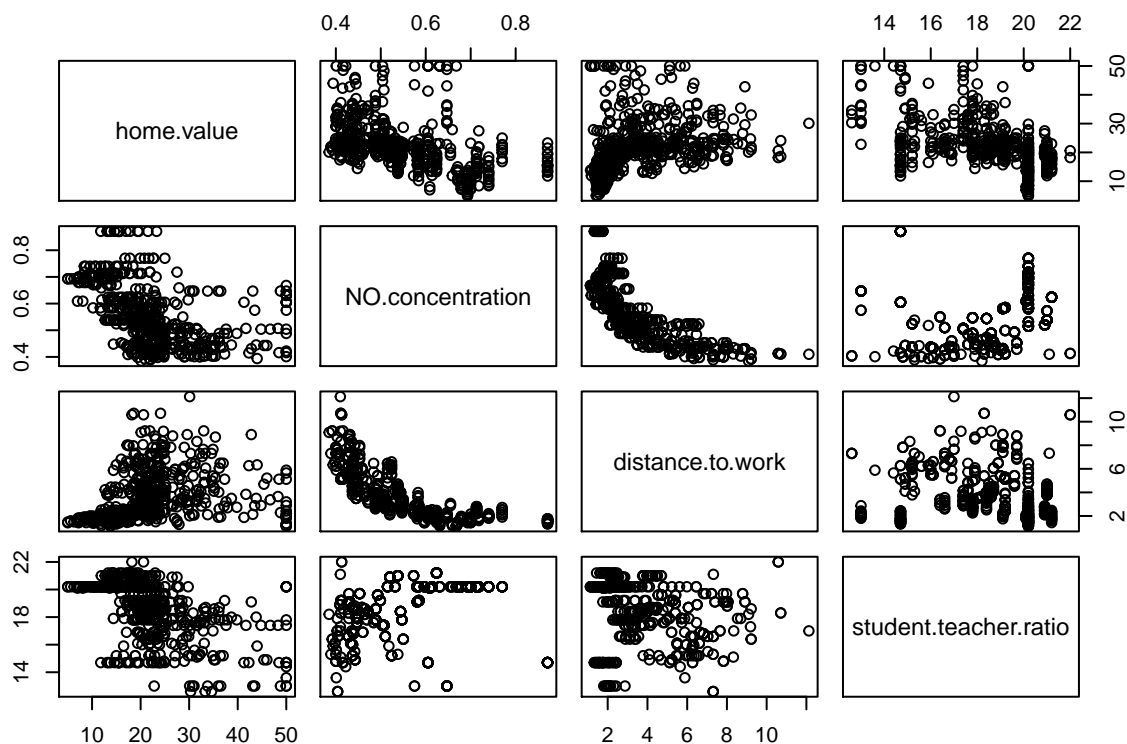 0.4 0.6 0.8 14 16 18 20 22
home.value 10 30 50
0.4 0.6 0.8 NO.concentration
distance.to.work 2 6 10
14 18 22 student.teacher.ratio
10 20 30 40 50 2 4 6 8 10